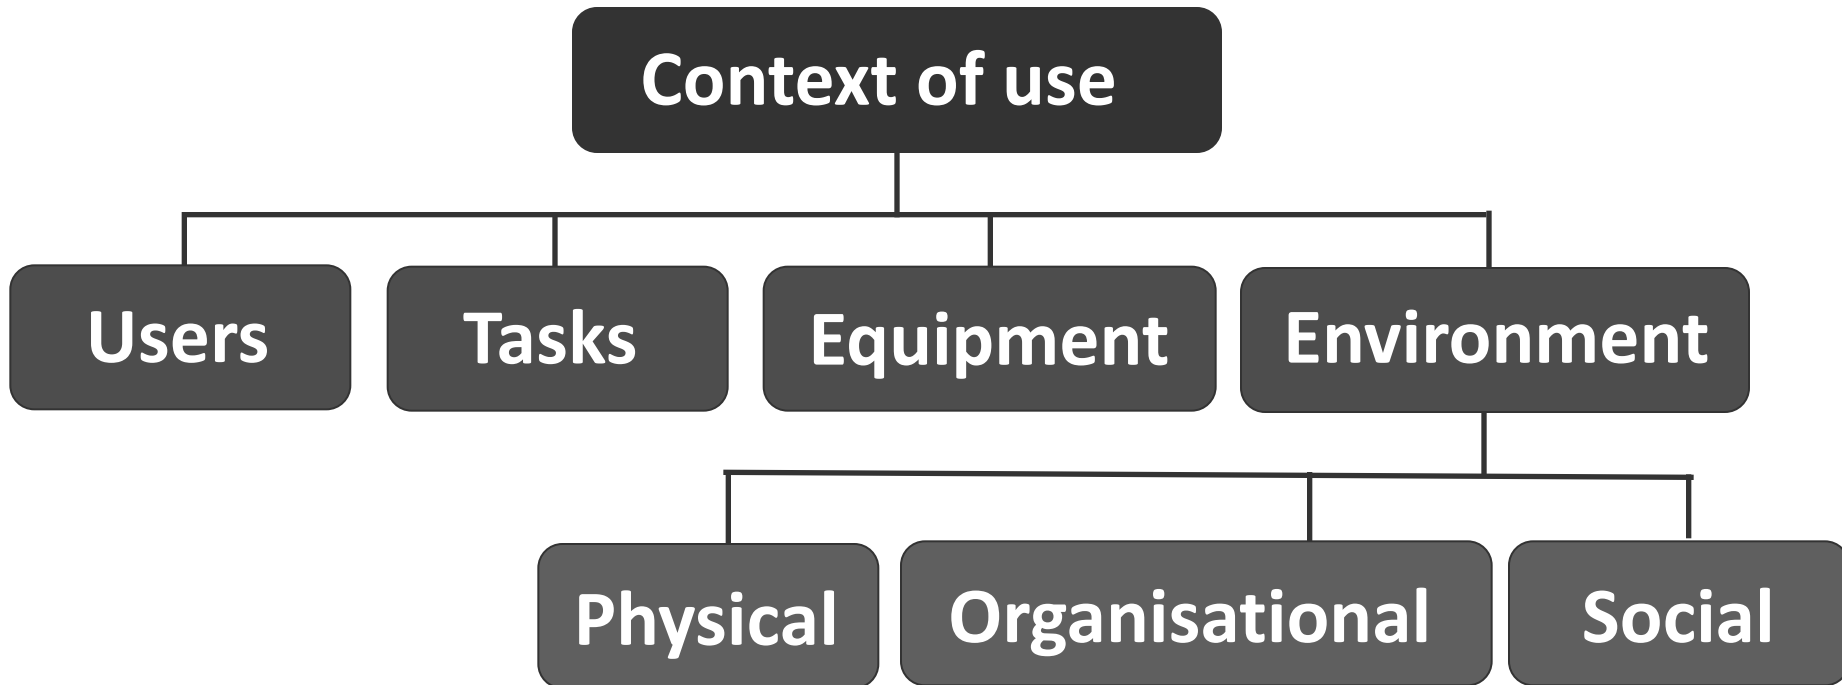 Context of use
Users
Tasks
Equipment
Environment
Physical
Organisational
Social